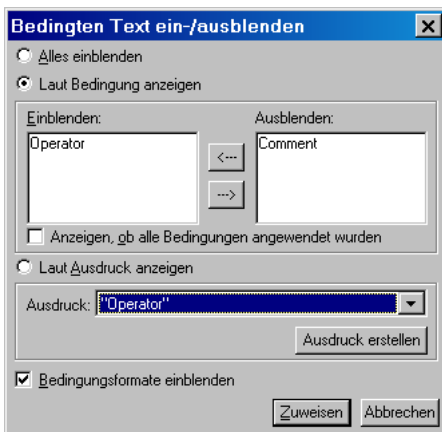 Bedingten Text ein-/ausblenden
Alles einblenden
Laut Bedingung anzeigen
Einblenden: Ausblenden:
Operator Comment
<---
--->
Anzeigen, ob alle Bedingungen angewendet wurden
Laut Ausdruck anzeigen
Ausdruck: "Operator"
Ausdruck erstellen
Bedingungsformate einblenden
Zuweisen Abbrechen